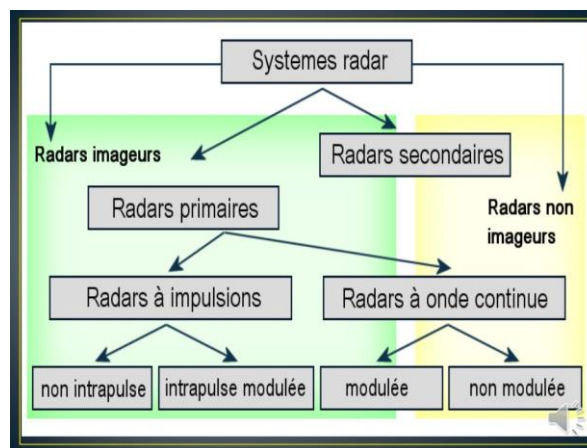 Systemes radar
Radars imageurs
Radars secondaires
Radars primaires
Radars non
imageurs
Radars à impulsions
Radars à onde continue
non intrapulse
intrapulse modulée
modulée
non modulée